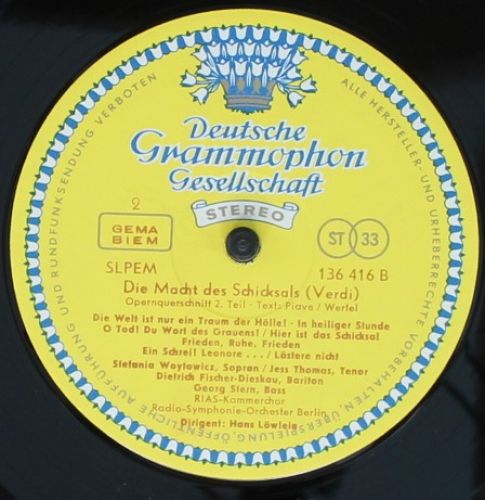 Deutsche
Grammophon
Gesellschaft
STEREO
2
GEMA
BIEM
ST 33
SLPEM
136 416 B
Die Macht des Schicksals (Verdi)
Opernquerschnitt 2. Teil - Text: Piave / Werfel
Die Welt ist nur ein Traum der Hölle! - In heiliger Stunde
O Tod! Du Wort des Grauens! / Hier ist das Schicksal
Frieden, Ruhe, Frieden
Ein Schrei! Leonore . . . / Lästere nicht
Stefania Woytowicz, Sopran / Jess Thomas, Tenor
Dietrich Fischer-Dieskau, Bariton
Georg Stern, Bass
RIAS-Kammerchor
Radio-Symphonie-Orchester Berlin
Dirigent: Hans Löwlein
ALLE HERSTELLER- UND URHEBERRECHTE VORBEHALTEN, ÜBERSPIELUNG, ÖFFENTLICHE AUFFÜHRUNG UND RUNDFUNKSENDUNG VERBOTEN